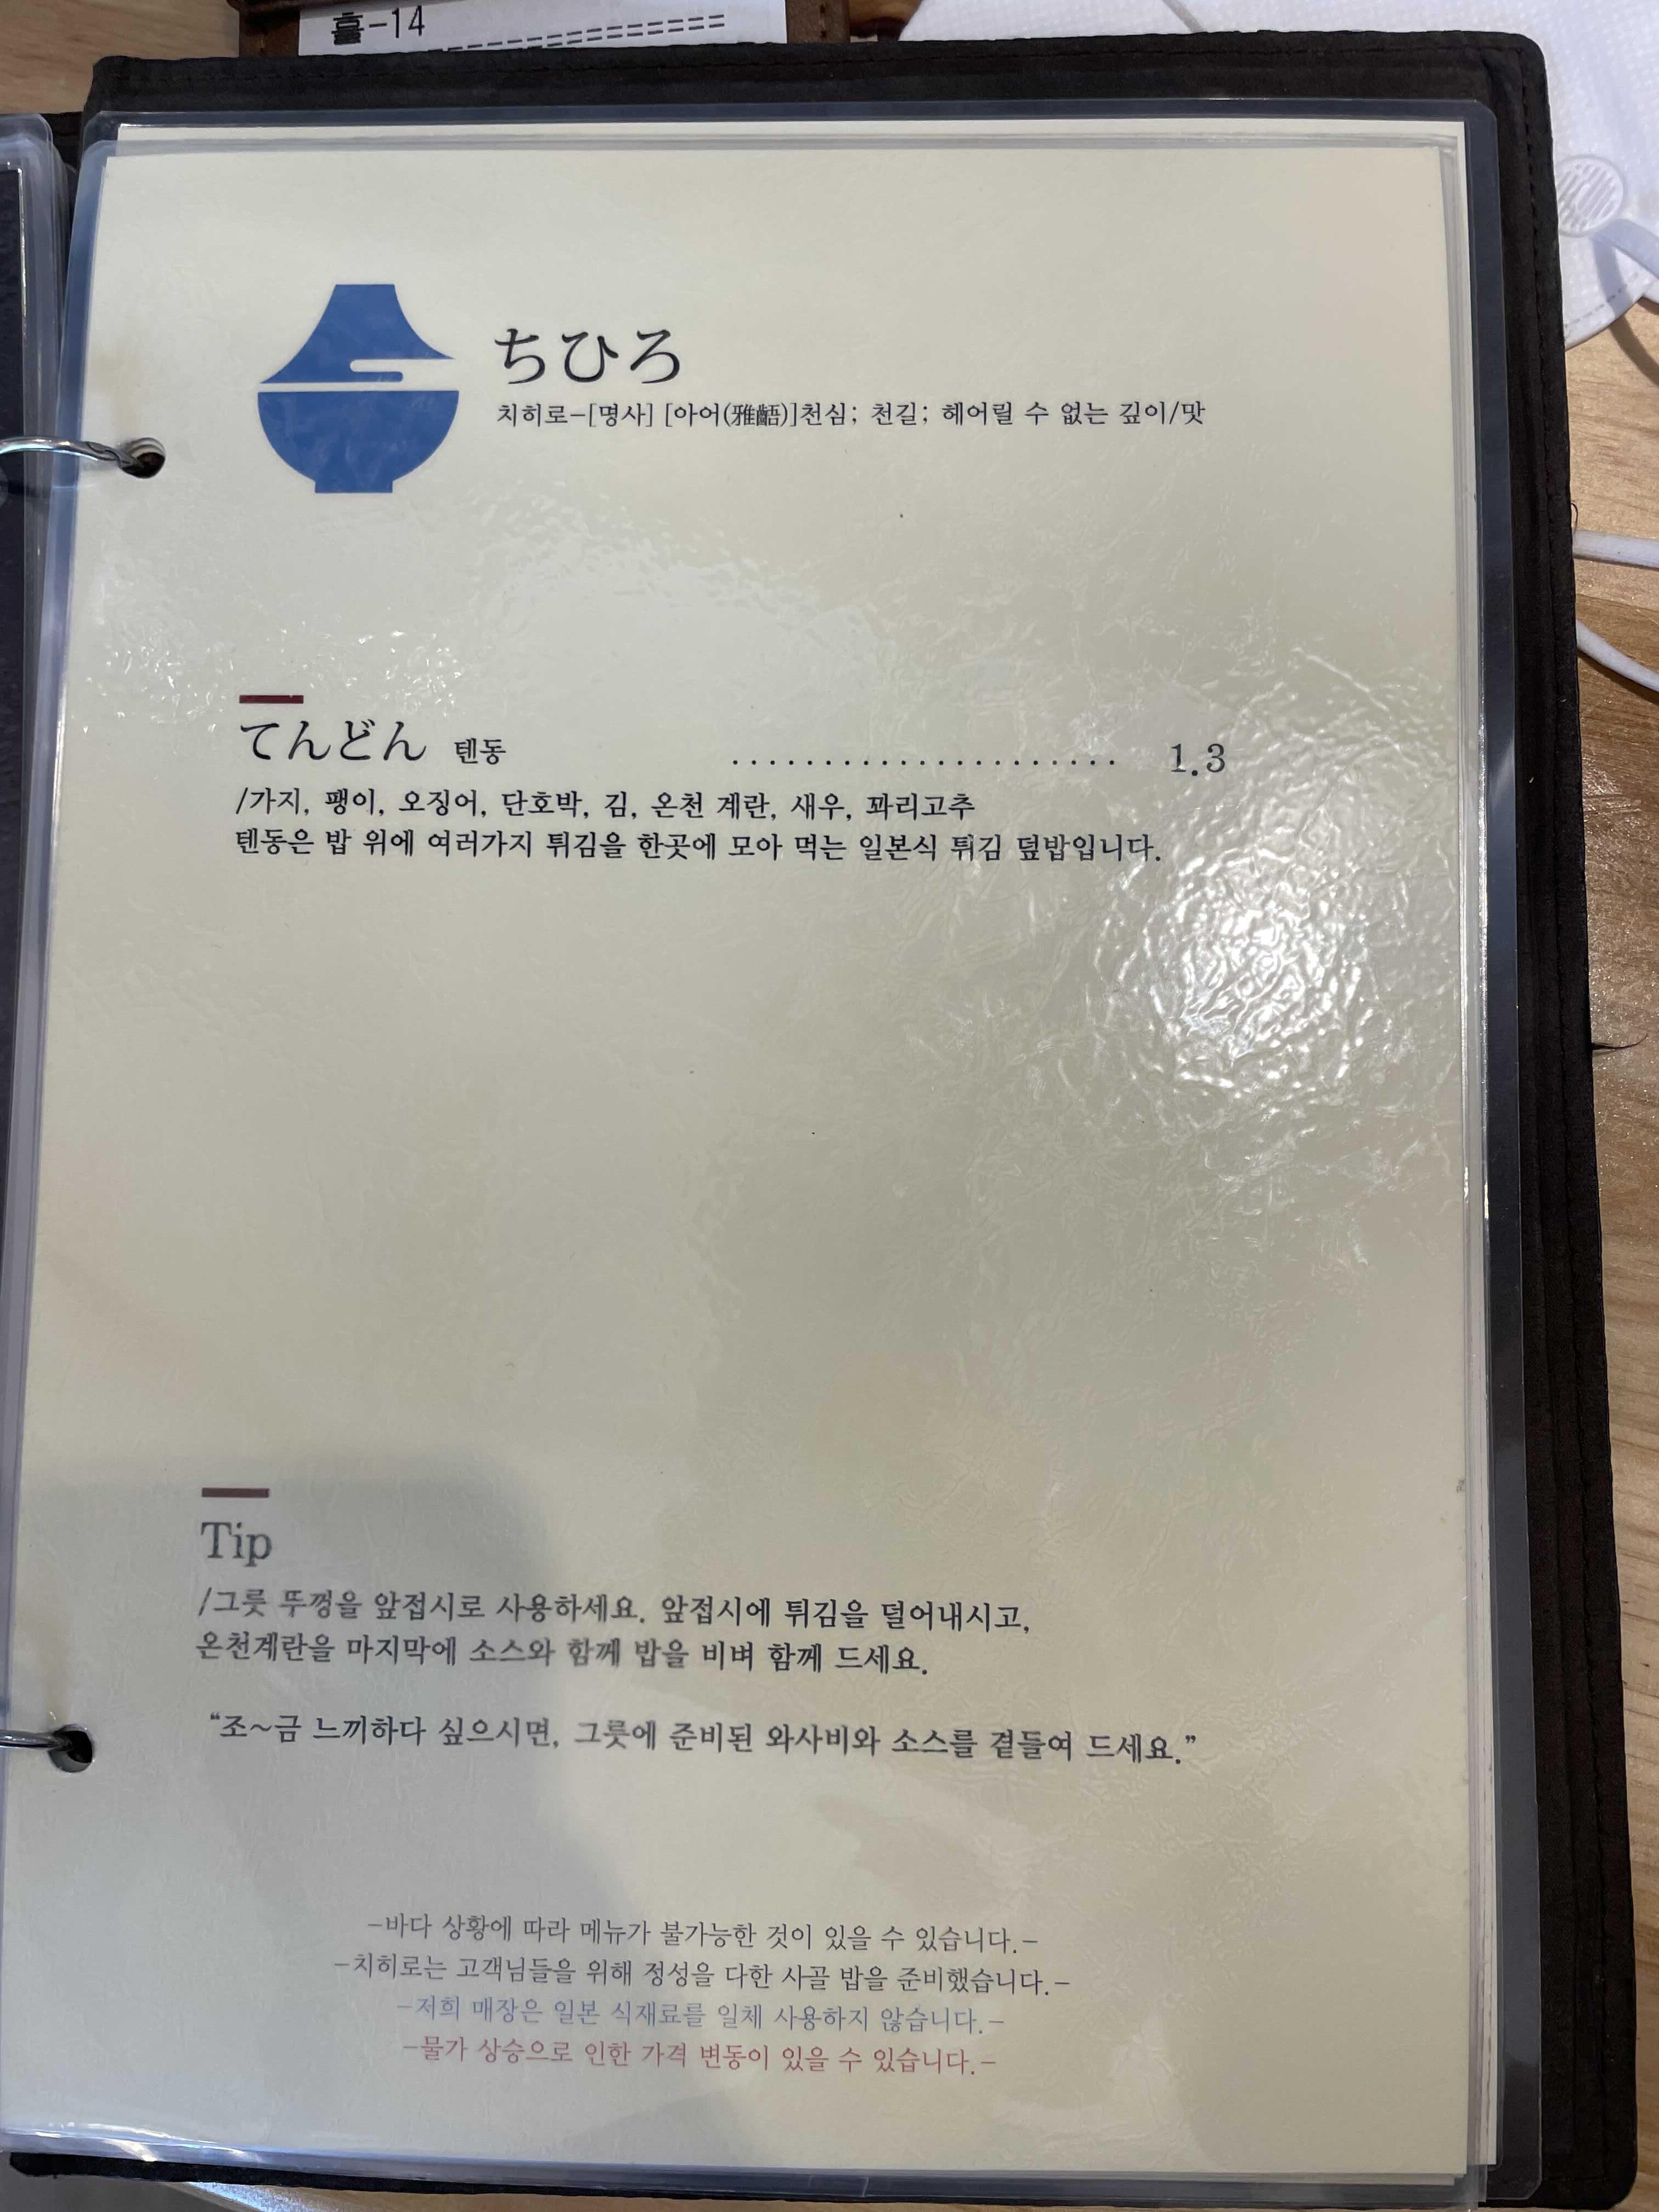 홀-14
ちひろ
치히로-[명사] [아어(雅齬)]천심; 천길; 헤어릴 수 없는 깊이/맛
てんどん 텐동 ...................... 1.3
/가지, 팽이, 오징어, 단호박, 김, 온천 계란, 새우, 꽈리고추
텐동은 밥 위에 여러가지 튀김을 한곳에 모아 먹는 일본식 튀김 덮밥입니다.
Tip
/그릇 뚜껑을 앞접시로 사용하세요. 앞접시에 튀김을 덜어내시고,
온천계란을 마지막에 소스와 함께 밥을 비벼 함께 드세요.
“조~금 느끼하다 싶으시면, 그릇에 준비된 와사비와 소스를 곁들여 드세요.”
-바다 상황에 따라 메뉴가 불가능한 것이 있을 수 있습니다.-
-치히로는 고객님들을 위해 정성을 다한 사골 밥을 준비했습니다.-
-저희 매장은 일본 식재료를 일체 사용하지 않습니다.-
-물가 상승으로 인한 가격 변동이 있을 수 있습니다.-